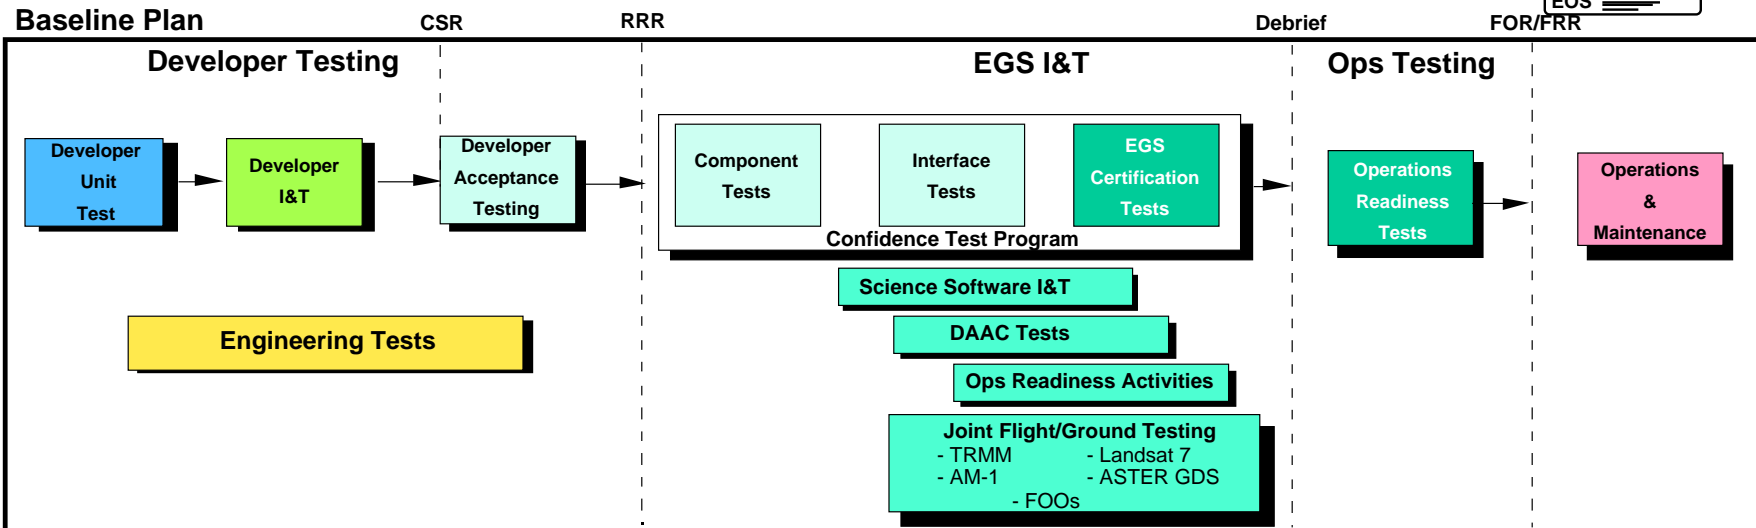 EOS
Baseline Plan
CSR
RRR
Debrief
FOR/FRR
Developer Testing
EGS I&T
Ops Testing
Developer
Unit
Test
Developer
I&T
Developer
Acceptance
Testing
Component
Tests
Interface
Tests
EGS
Certification
Tests
Confidence Test Program
Operations
Readiness
Tests
Operations
&
Maintenance
Science Software I&T
Engineering Tests
DAAC Tests
Ops Readiness Activities
Joint Flight/Ground Testing
- TRMM
- Landsat 7
- AM-1
- ASTER GDS
- FOOs